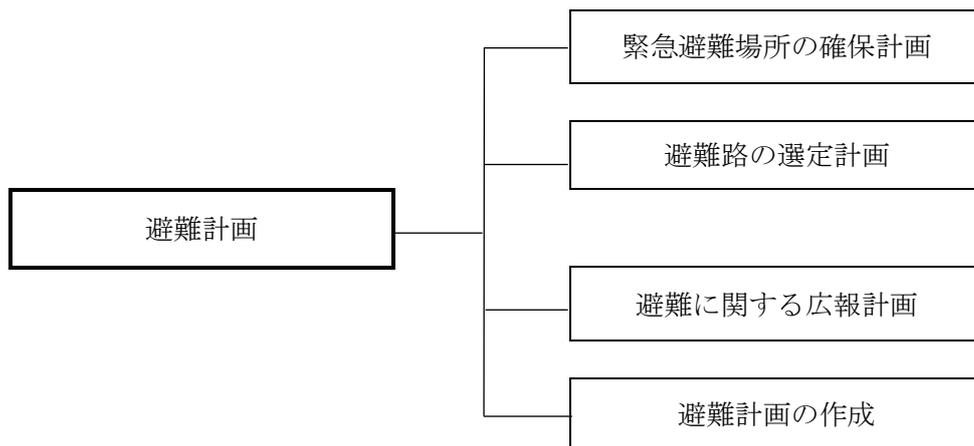 緊急避難場所の確保計画
避難路の選定計画
避難計画
避難に関する広報計画
避難計画の作成